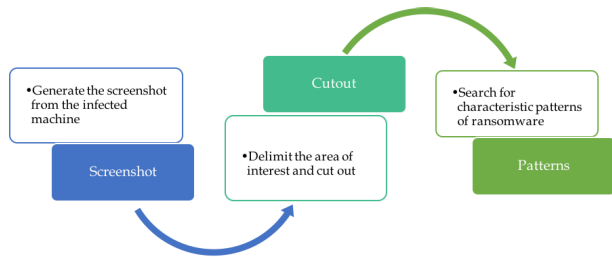 •Generate the screenshot
from the infected
machine
Screenshot
Cutout
•Delimit the area of
interest and cut out
•Search for
characteristic patterns
of ransomware
Patterns